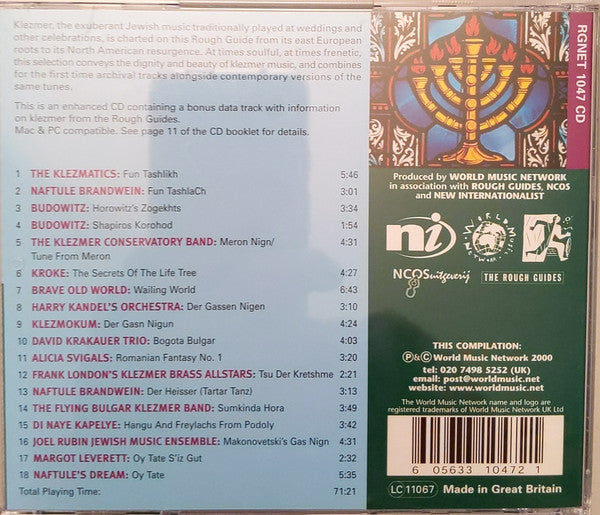 Klezmer, the exuberant Jewish music traditionally played at weddings and
other celebrations, is charted on this Rough Guide from its east European
roots to its North American resurgence. At times soulful, at times frenetic,
this selection conveys the dignity and beauty of klezmer music, and combines
for the first time archival tracks alongside contemporary versions of the
same tunes.
This is an enhanced CD containing a bonus data track with information
on klezmer from the Rough Guides.
Mac & PC compatible. See page 11 of the CD booklet for details.
1 THE KLEZMATICS: Fun Tashlikh 5:46
2 NAFTULE BRANDWEIN: Fun TashlaCh 3:01
3 BUDOWITZ: Horowitz's Zogekhts 3:34
4 BUDOWITZ: Shapiros Korohod 2:54
5 THE KLEZMER CONSERVATORY BAND: Meron Nign/ 4:31
Tune From Meron
6 KROKE: The Secrets Of The Life Tree 4:27
7 BRAVE OLD WORLD: Wailing World 6:43
8 HARRY KANDEL'S ORCHESTRA: Der Gassen Nigen 3:10
9 KLEZMOKUM: Der Gasn Nigun 4:24
10 DAVID KRAKAUER TRIO: Bogota Bulgar 4:03
11 ALICIA SVIGALS: Romanian Fantasy No. 1 3:20
12 FRANK LONDON'S KLEZMER BRASS ALLSTARS: Tsu Der Kretshme 2:21
13 NAFTULE BRANDWEIN: Der Heisser (Tartar Tanz) 3:13
14 THE FLYING BULGAR KLEZMER BAND: Sumkinda Hora 3:49
15 DI NAYE KAPELYE: Hangu And Freylachs From Podoly 3:42
16 JOEL RUBIN JEWISH MUSIC ENSEMBLE: Makonovetski's Gas Nign 4:31
17 MARGOT LEVERETT: Oy Tate S'iz Gut 2:32
18 NAFTULE'S DREAM: Oy Tate 5:35
Total Playing Time: 71:21
RGNET 1047 CD
Produced by WORLD MUSIC NETWORK
in association with ROUGH GUIDES, NCOS
and NEW INTERNATIONALIST
ni
WORLD MUSIC NETWORK
NCOS uitgeverij
THE ROUGH GUIDES
THIS COMPILATION:
℗&© World Music Network 2000
tel: 020 7498 5252 (UK)
email: post@worldmusic.net
website: www.worldmusic.net
The World Music Network name and logo are
registered trademarks of World Music Network UK Ltd
6 05633 10472 1
LC 11067 Made in Great Britain